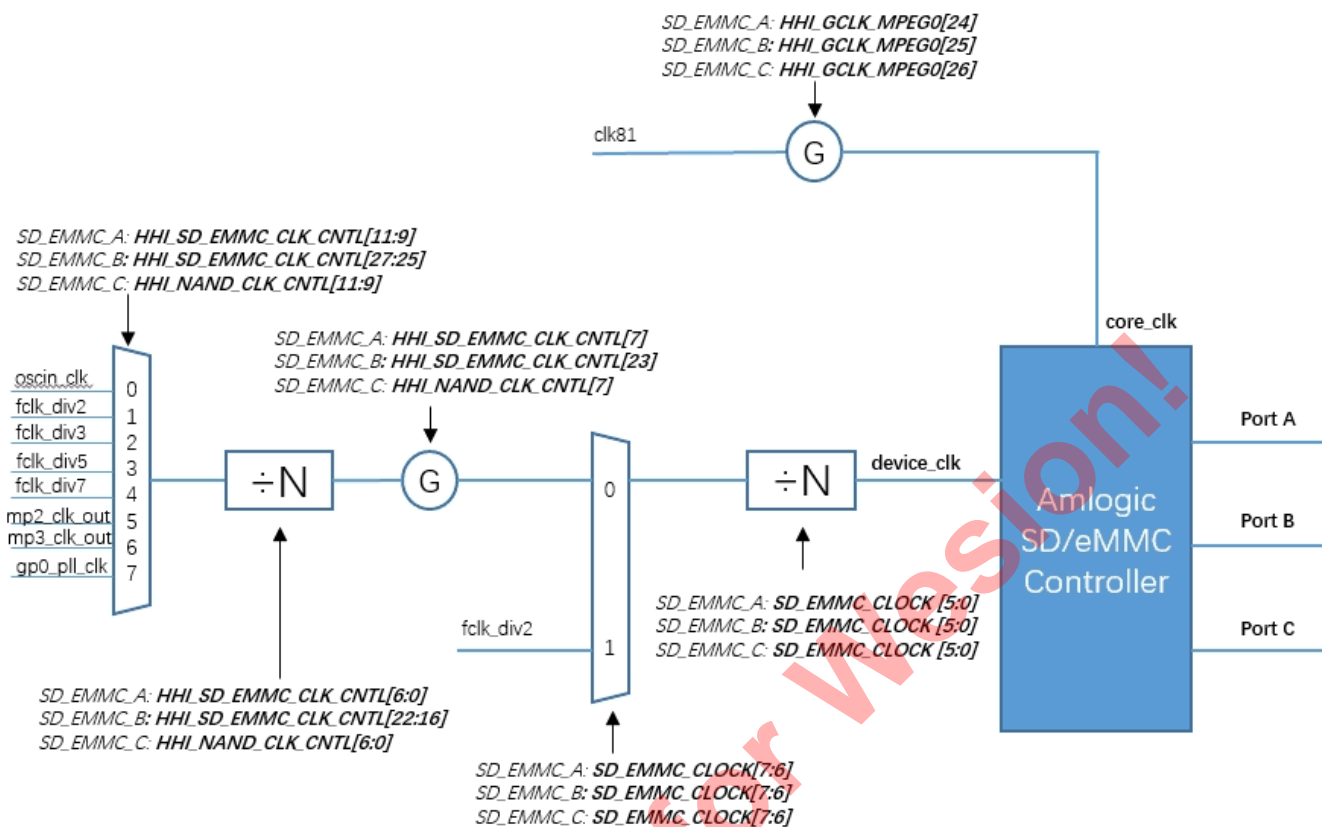 SD_EMMC_A: HHI_GCLK_MPEG0[24]
SD_EMMC_B: HHI_GCLK_MPEG0[25]
SD_EMMC_C: HHI_GCLK_MPEG0[26]
clk81
G
SD_EMMC_A: HHI_SD_EMMC_CLK_CNTL[11:9]
SD_EMMC_B: HHI_SD_EMMC_CLK_CNTL[27:25]
SD_EMMC_C: HHI_NAND_CLK_CNTL[11:9]
core_clk
SD_EMMC_A: HHI_SD_EMMC_CLK_CNTL[7]
SD_EMMC_B: HHI_SD_EMMC_CLK_CNTL[23]
SD_EMMC_C: HHI_NAND_CLK_CNTL[7]
oscin_clk 0
fclk_div2 1
fclk_div3 2
fclk_div5 3
fclk_div7 4
mp2_clk_out 5
mp3_clk_out 6
gp0_pll_clk 7
÷N
G
0
÷N
device_clk
Amlogic
SD/eMMC
Controller
Port A
Port B
Port C
fclk_div2
1
SD_EMMC_A: SD_EMMC_CLOCK [5:0]
SD_EMMC_B: SD_EMMC_CLOCK [5:0]
SD_EMMC_C: SD_EMMC_CLOCK [5:0]
SD_EMMC_A: HHI_SD_EMMC_CLK_CNTL[6:0]
SD_EMMC_B: HHI_SD_EMMC_CLK_CNTL[22:16]
SD_EMMC_C: HHI_NAND_CLK_CNTL[6:0]
SD_EMMC_A: SD_EMMC_CLOCK[7:6]
SD_EMMC_B: SD_EMMC_CLOCK[7:6]
SD_EMMC_C: SD_EMMC_CLOCK[7:6]
for Wesion!